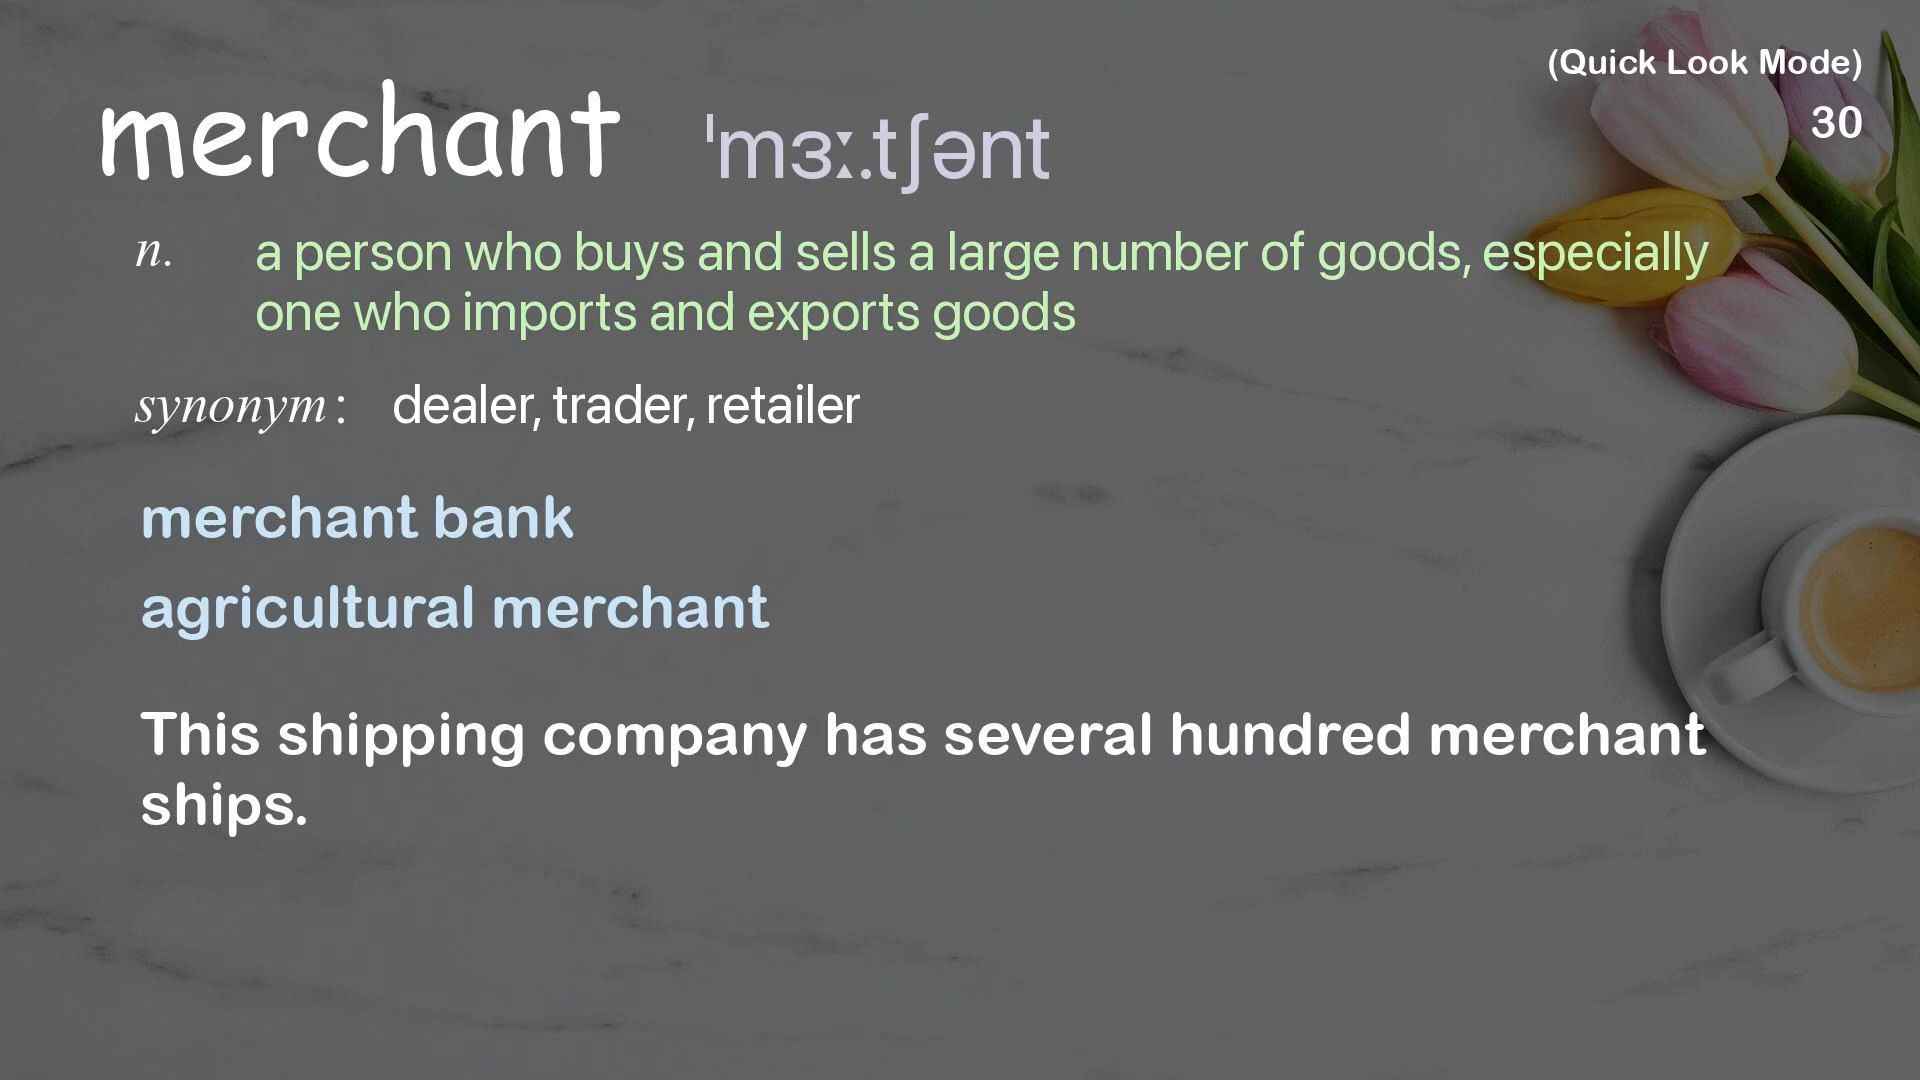 (Quick Look Mode)
30
merchant ˈmɜː.tʃənt
n. a person who buys and sells a large number of goods, especially
one who imports and exports goods
synonym: dealer, trader, retailer
merchant bank
agricultural merchant
This shipping company has several hundred merchant
ships.